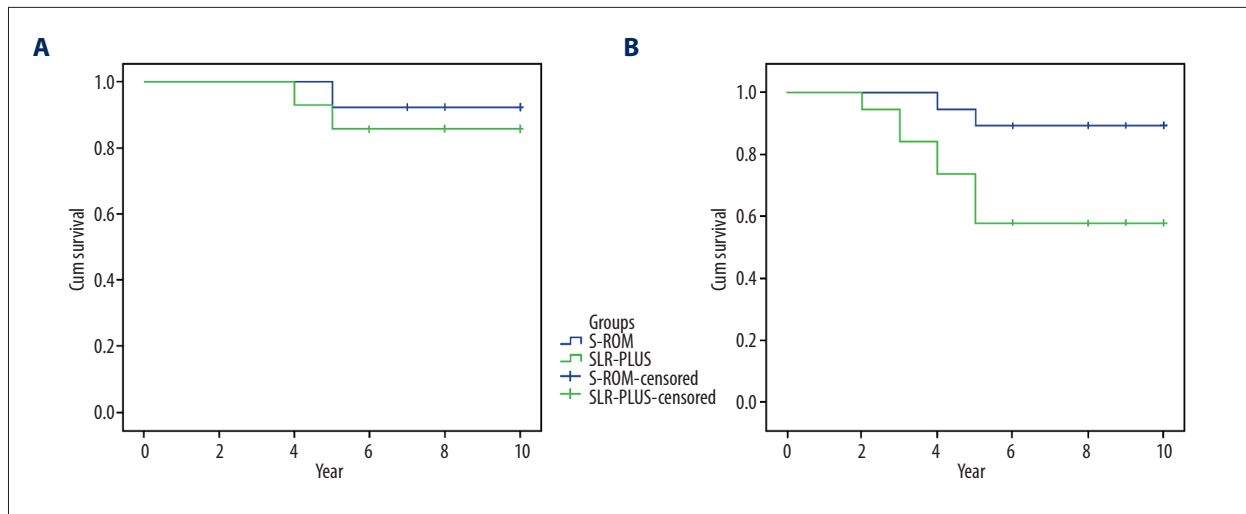 A
Cum survival
1.0
0.8
0.6
0.4
0.2
0.0
0 2 4 6 8 10
Year
Groups
S-ROM
SLR-PLUS
S-ROM-censored
SLR-PLUS-censored
B
Cum survival
1.0
0.8
0.6
0.4
0.2
0.0
0 2 4 6 8 10
Year